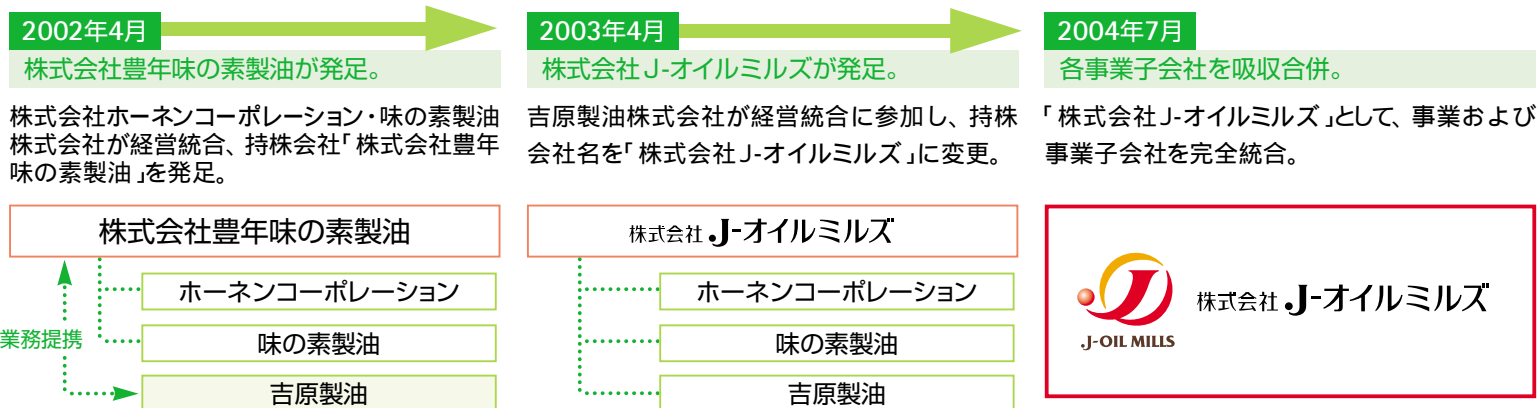 2002年4月
株式会社豊年味の素製油が発足。
株式会社ホーネンコーポレーション・味の素製油
株式会社が経営統合、持株会社「株式会社豊年
味の素製油」を発足。
株式会社豊年味の素製油
ホーネンコーポレーション
業務提携
味の素製油
吉原製油
2003年4月
株式会社J-オイルミルズが発足。
吉原製油株式会社が経営統合に参加し、持株
会社名を「株式会社J-オイルミルズ」に変更。
株式会社 J-オイルミルズ
ホーネンコーポレーション
味の素製油
吉原製油
2004年7月
各事業子会社を吸収合併。
「株式会社J-オイルミルズ」として、事業および
事業子会社を完全統合。
J-OIL MILLS
株式会社 J-オイルミルズ